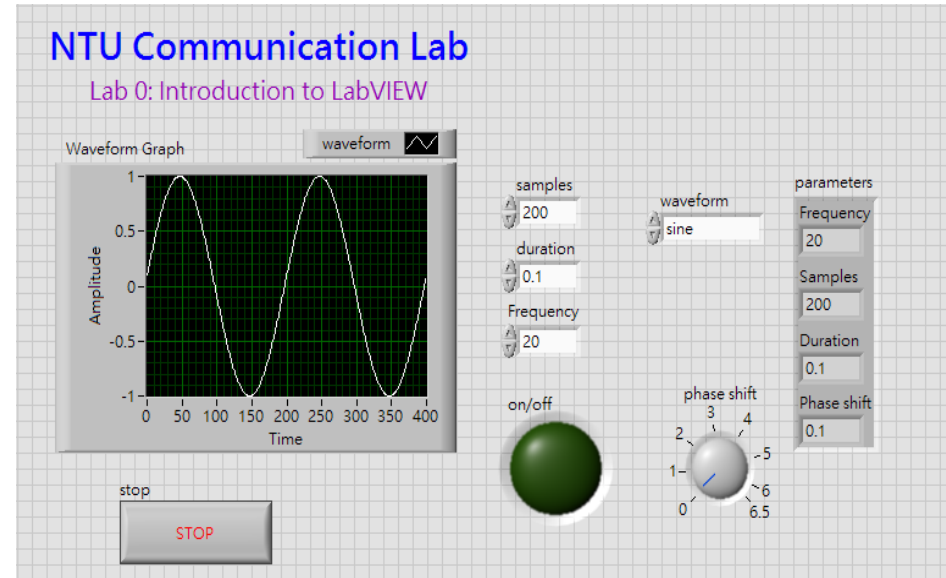 NTU Communication Lab
Lab 0: Introduction to LabVIEW
Waveform Graph
waveform
1
0.5
0
-0.5
-1
Amplitude
0 50 100 150 200 250 300 350 400
Time
stop
STOP
samples
200
duration
0.1
Frequency
20
on/off
waveform
sine
phase shift
0
1
2
3
4
5
6
6.5
parameters
Frequency
20
Samples
200
Duration
0.1
Phase shift
0.1